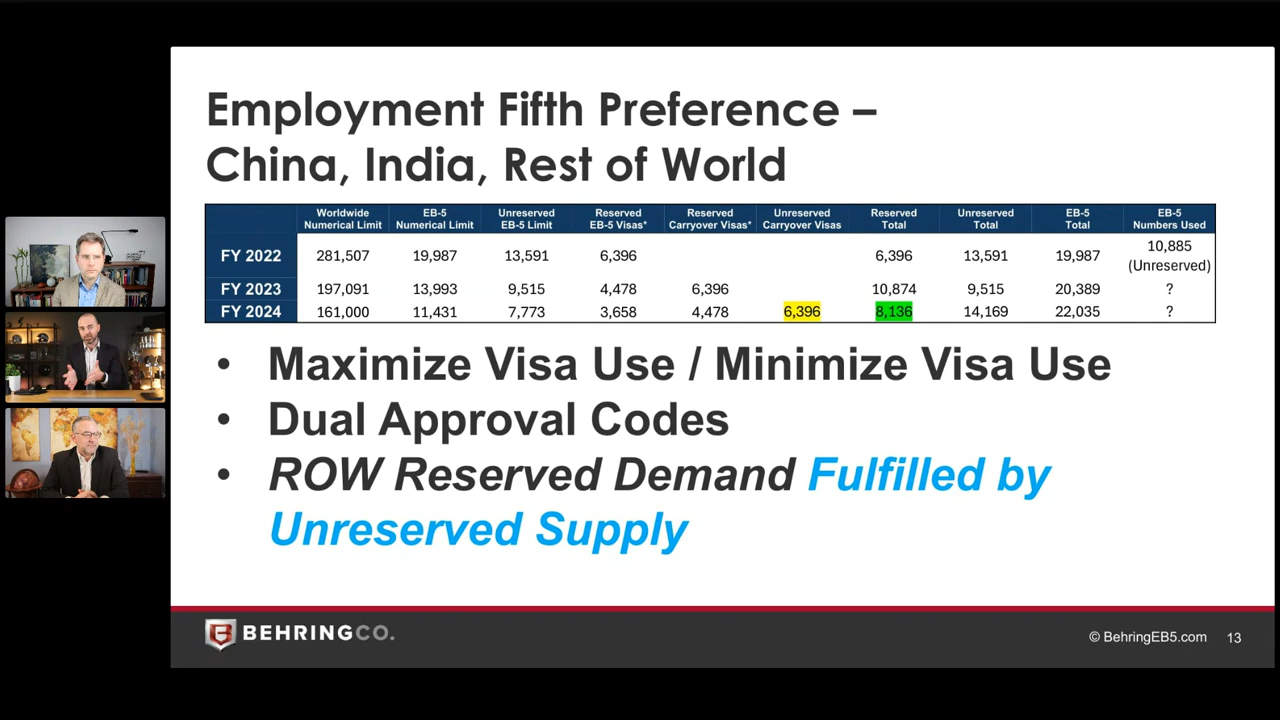 Employment Fifth Preference –
China, India, Rest of World
Worldwide Numerical Limit EB-5 Numerical Limit Unreserved EB-5 Limit Reserved EB-5 Visas* Reserved Carryover Visas* Unreserved Carryover Visas Reserved Total Unreserved Total EB-5 Total EB-5 Numbers Used
FY 2022 281,507 19,987 13,591 6,396 6,396 13,591 19,987 10,885 (Unreserved)
FY 2023 197,091 13,993 9,515 4,478 6,396 10,874 9,515 20,389 ?
FY 2024 161,000 11,431 7,773 3,658 4,478 6,396 8,136 14,169 22,035 ?
• Maximize Visa Use / Minimize Visa Use
• Dual Approval Codes
• ROW Reserved Demand Fulfilled by
Unreserved Supply
BEHRINGCO.
© BehringEB5.com 13